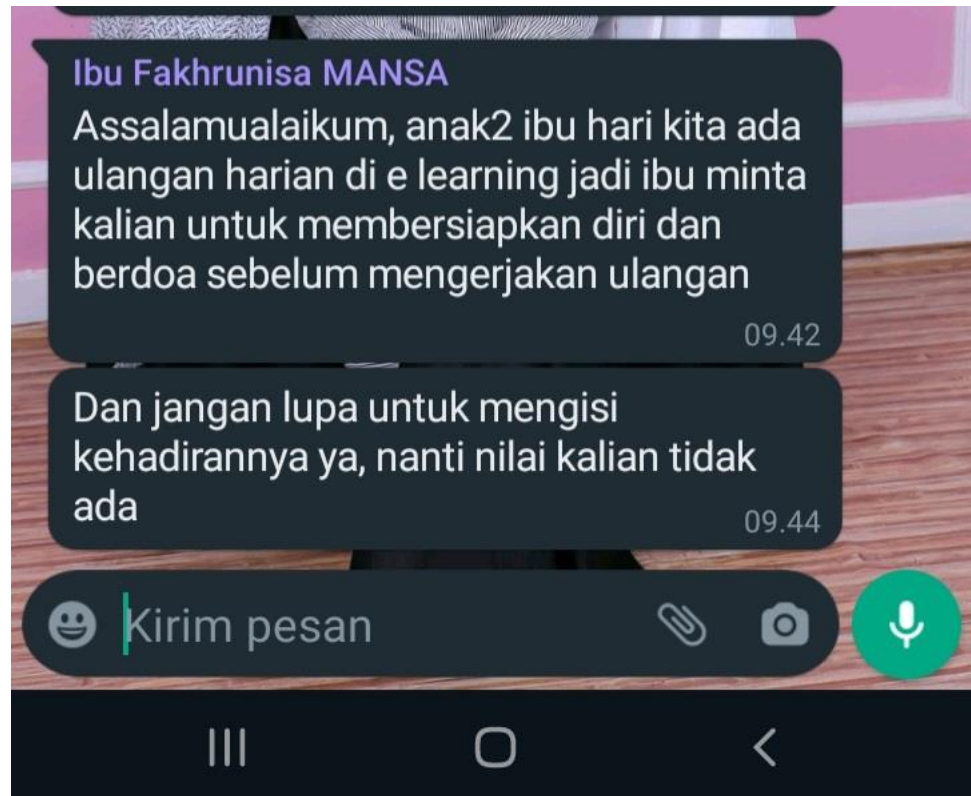 Ibu Fakhrunisa MANSA
Assalamualaikum, anak2 ibu hari kita ada
ulangan harian di e learning jadi ibu minta
kalian untuk membersiapkan diri dan
berdoa sebelum mengerjakan ulangan
09.42
Dan jangan lupa untuk mengisi
kehadirannya ya, nanti nilai kalian tidak
ada
09.44
Kirim pesan